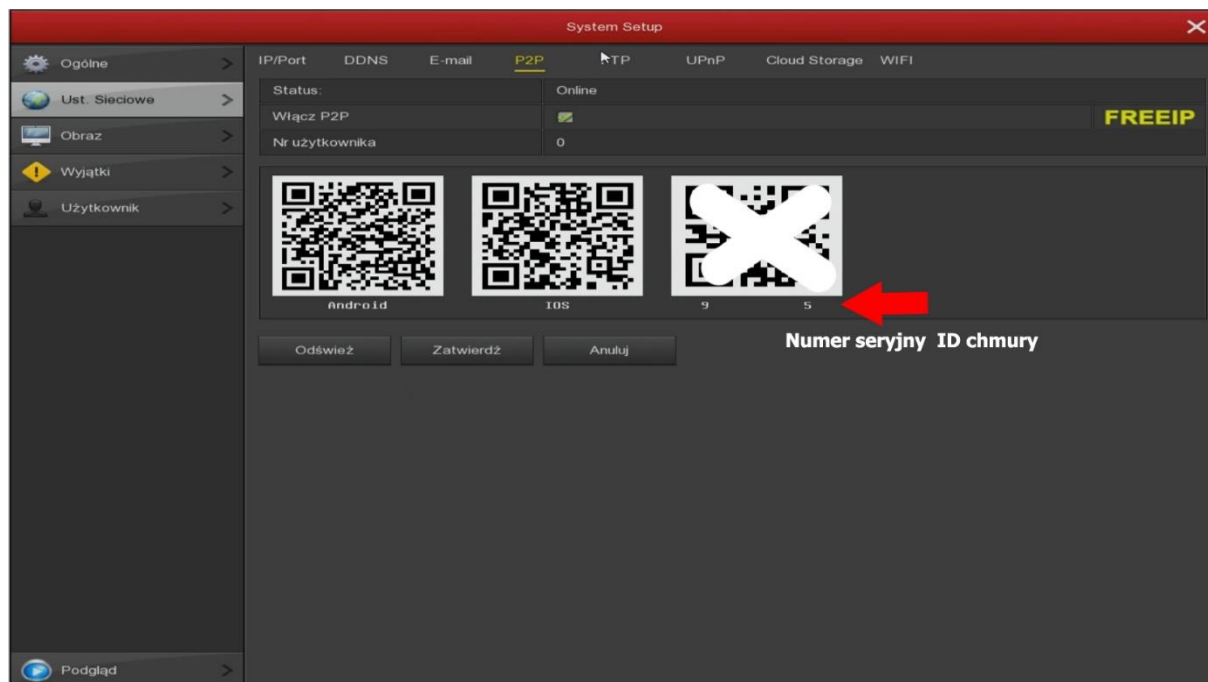 System Setup
Ogólne
Ust. Sieciowe
Obraz
Wyjątki
Użytkownik
Podgląd
IP/Port DDNS E-mail P2P FTP UPnP Cloud Storage WIFI
Status: Online
Włącz P2P FREEIP
Nr użytkownika 0
Android IOS 9 5
Numer seryjny ID chmury
Odśwież Zatwierdź Anuluj